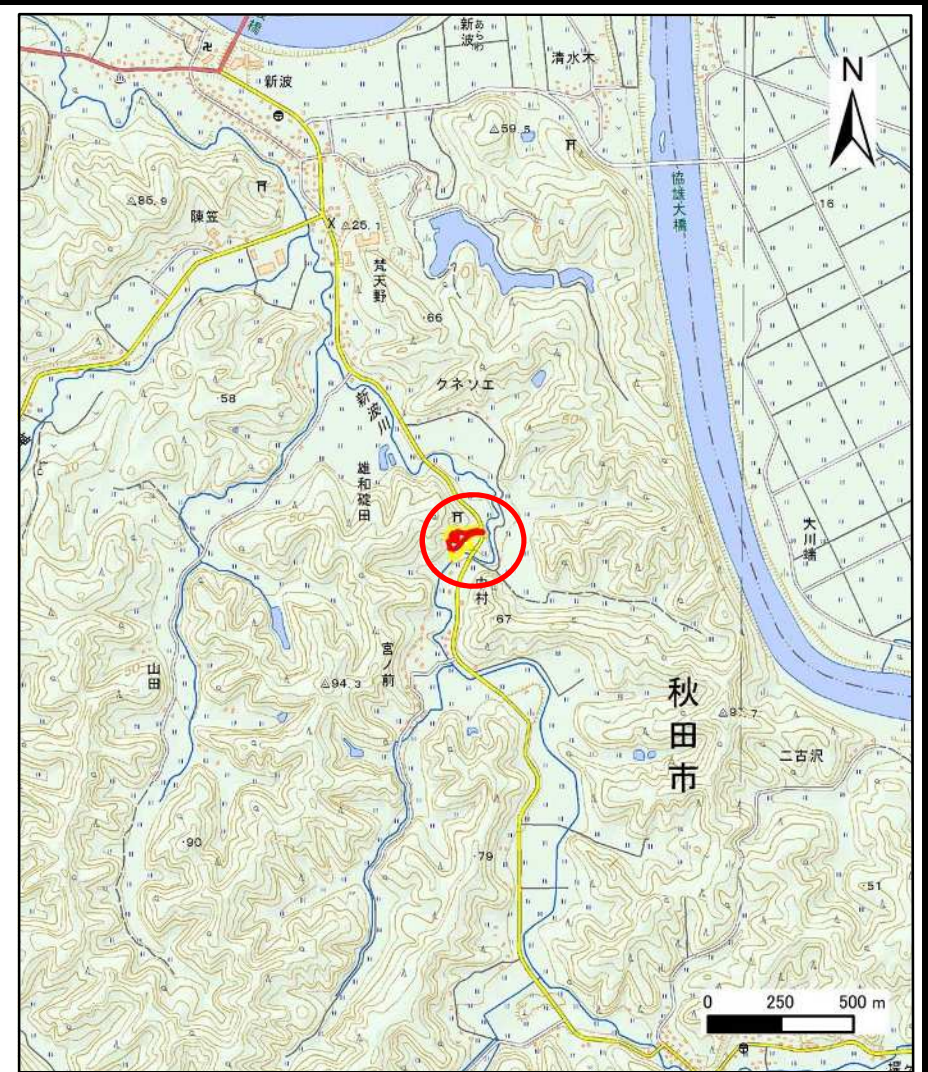 新波
あらわ
清水木
新波
N
59.5
協雄大橋
85.9
陳笠
25.1
16
梵天野
66
クネソエ
58
新波川
雄和碇田
大川端
中村
67
宮ノ前
山田
94.3
秋田市
二古沢
90
79
51
0 250 500 m